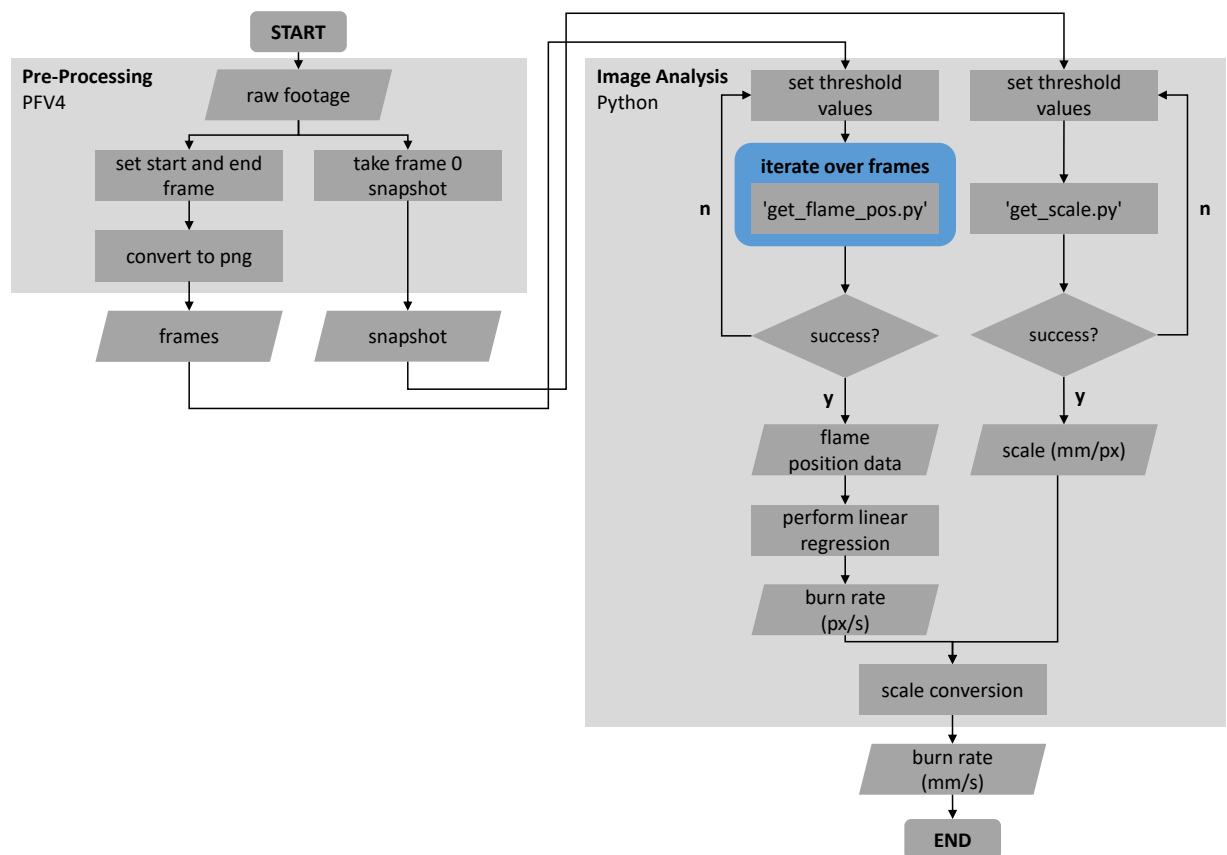 START
Pre-Processing
PFV4
raw footage
set start and end
frame
take frame 0
snapshot
convert to png
frames
snapshot
Image Analysis
Python
set threshold
values
set threshold
values
iterate over frames
'get_flame_pos.py'
'get_scale.py'
n
n
success?
success?
y
y
flame
position data
scale (mm/px)
perform linear
regression
burn rate
(px/s)
scale conversion
burn rate
(mm/s)
END